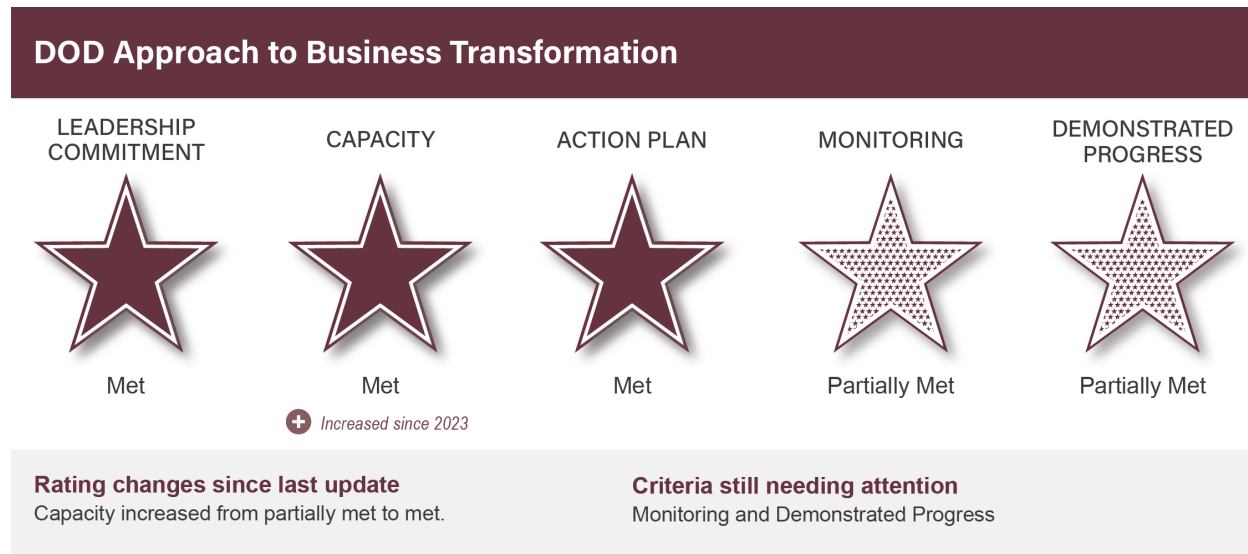 DOD Approach to Business Transformation
LEADERSHIP
COMMITMENT
CAPACITY
ACTION PLAN
MONITORING
DEMONSTRATED
PROGRESS
Met
Met
Met
Partially Met
Partially Met
Increased since 2023
Rating changes since last update
Capacity increased from partially met to met.
Criteria still needing attention
Monitoring and Demonstrated Progress